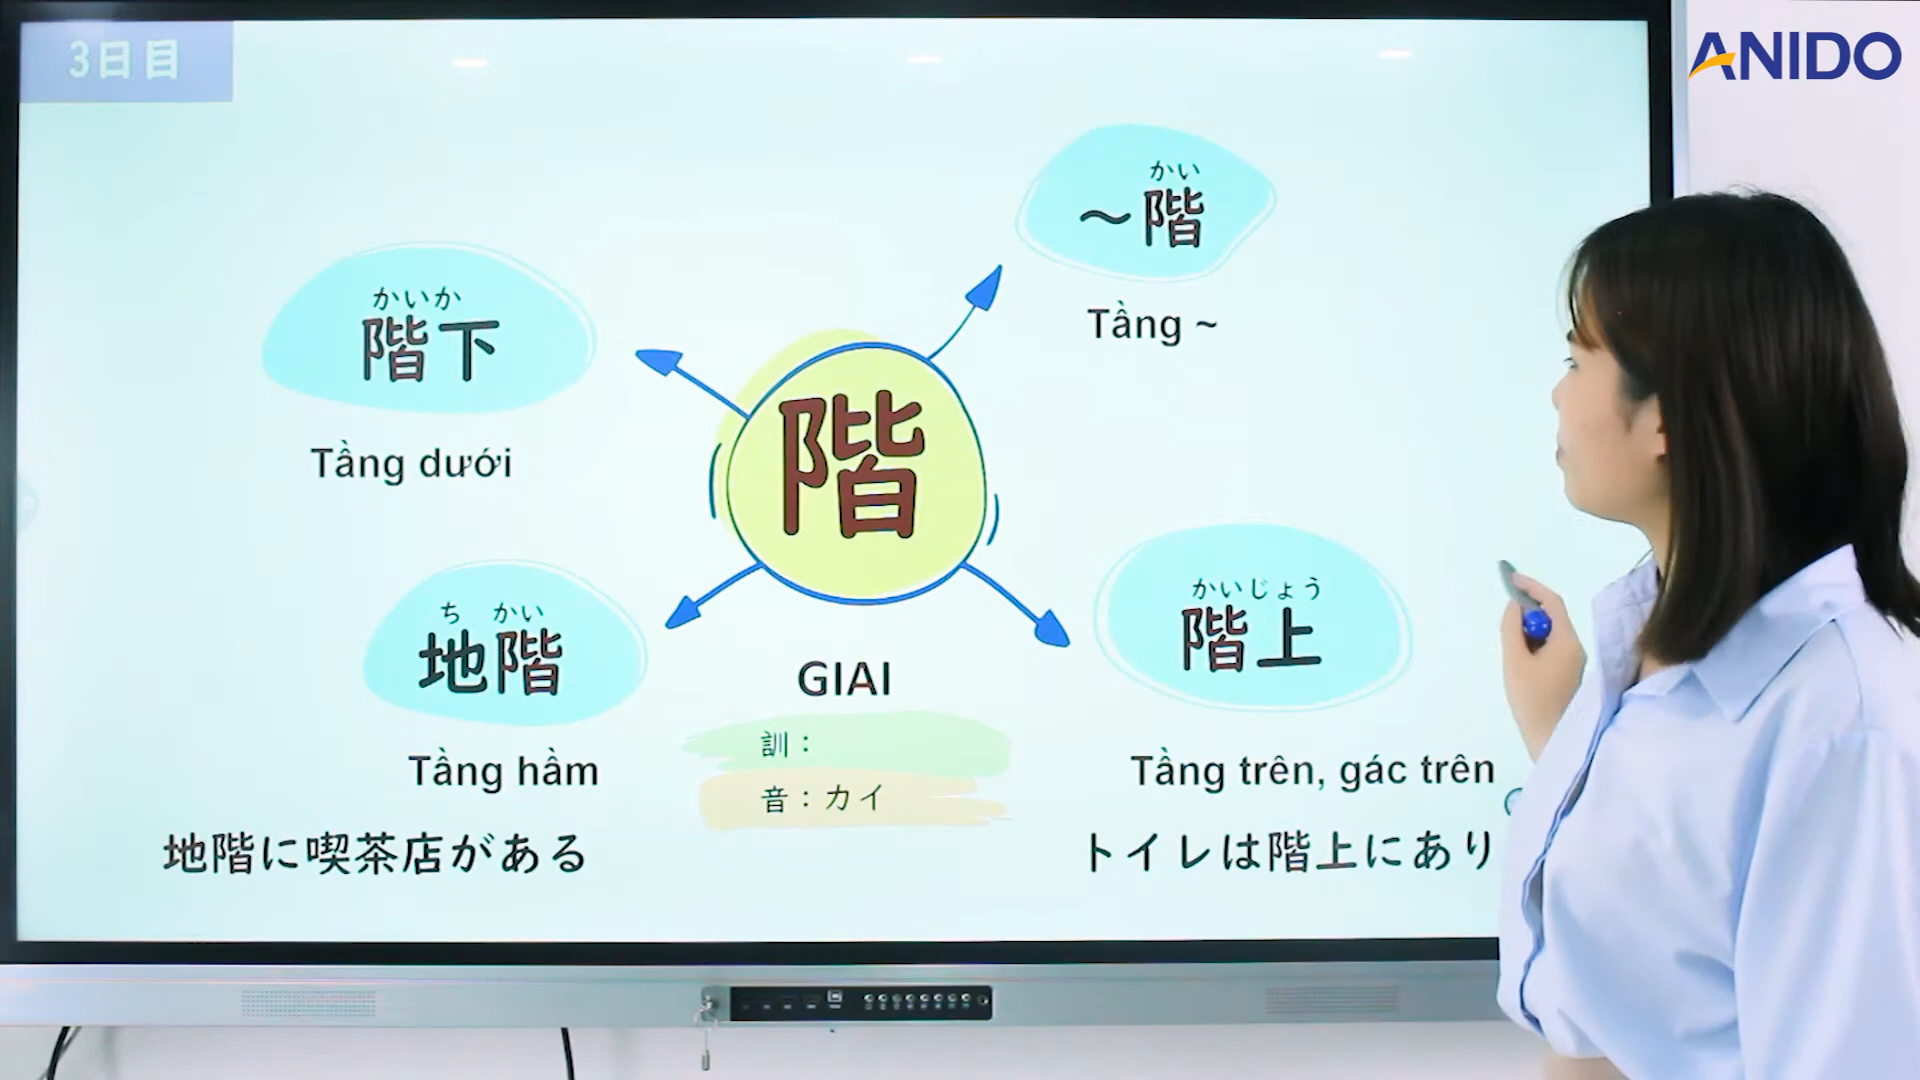 3日目
ANIDO
かい
～階
Tầng ~
かいか
階下
Tầng dưới
階
GIAI
訓：
音：カイ
ち かい
地階
Tầng hầm
地階に喫茶店がある
かいじょう
階上
Tầng trên, gác trên
トイレは階上にあり